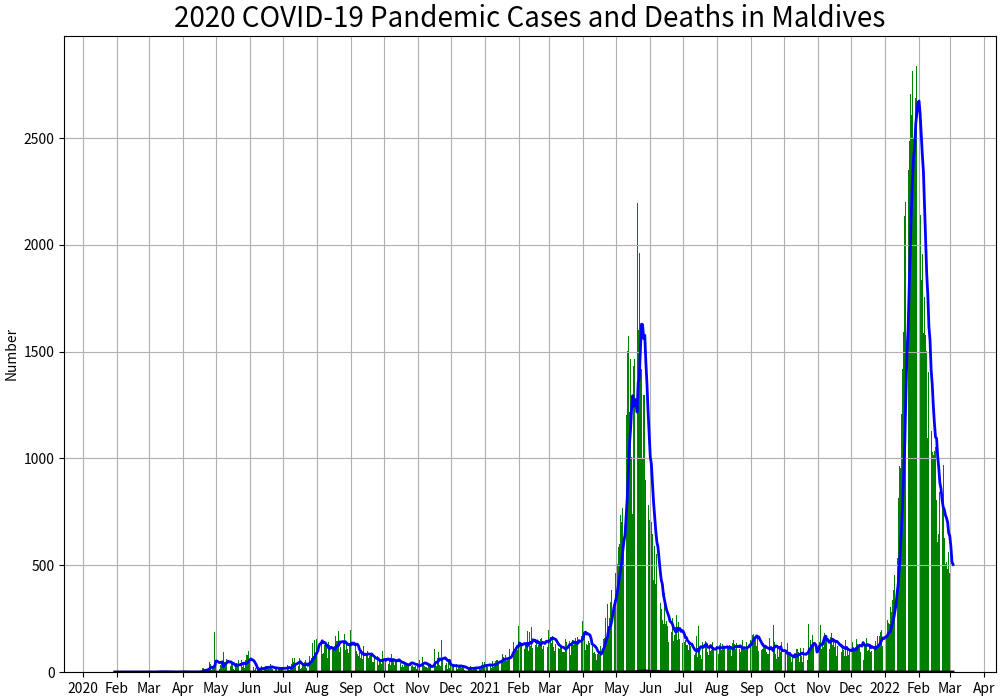 2020 COVID-19 Pandemic Cases and Deaths in Maldives
2500
2000
1500
1000
500
0
Number
2020 Feb Mar Apr May Jun Jul Aug Sep Oct Nov Dec 2021 Feb Mar Apr May Jun Jul Aug Sep Oct Nov Dec 2022 Feb Mar Apr